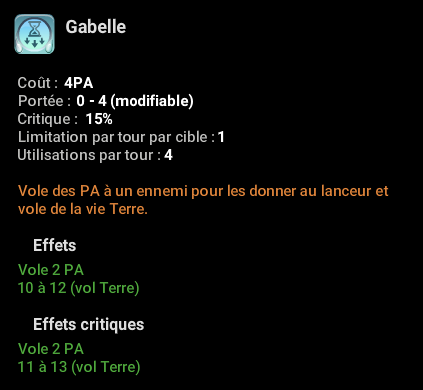 Gabelle
Coût : 4PA
Portée : 0 - 4 (modifiable)
Critique : 15%
Limitation par tour par cible : 1
Utilisations par tour : 4
Vole des PA à un ennemi pour les donner au lanceur et
vole de la vie Terre.
Effets
Vole 2 PA
10 à 12 (vol Terre)
Effets critiques
Vole 2 PA
11 à 13 (vol Terre)